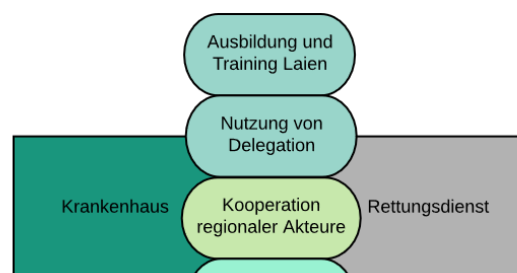 Ausbildung und
Training Laien
Nutzung von
Delegation
Krankenhaus
Kooperation
regionaler Akteure
Rettungsdienst